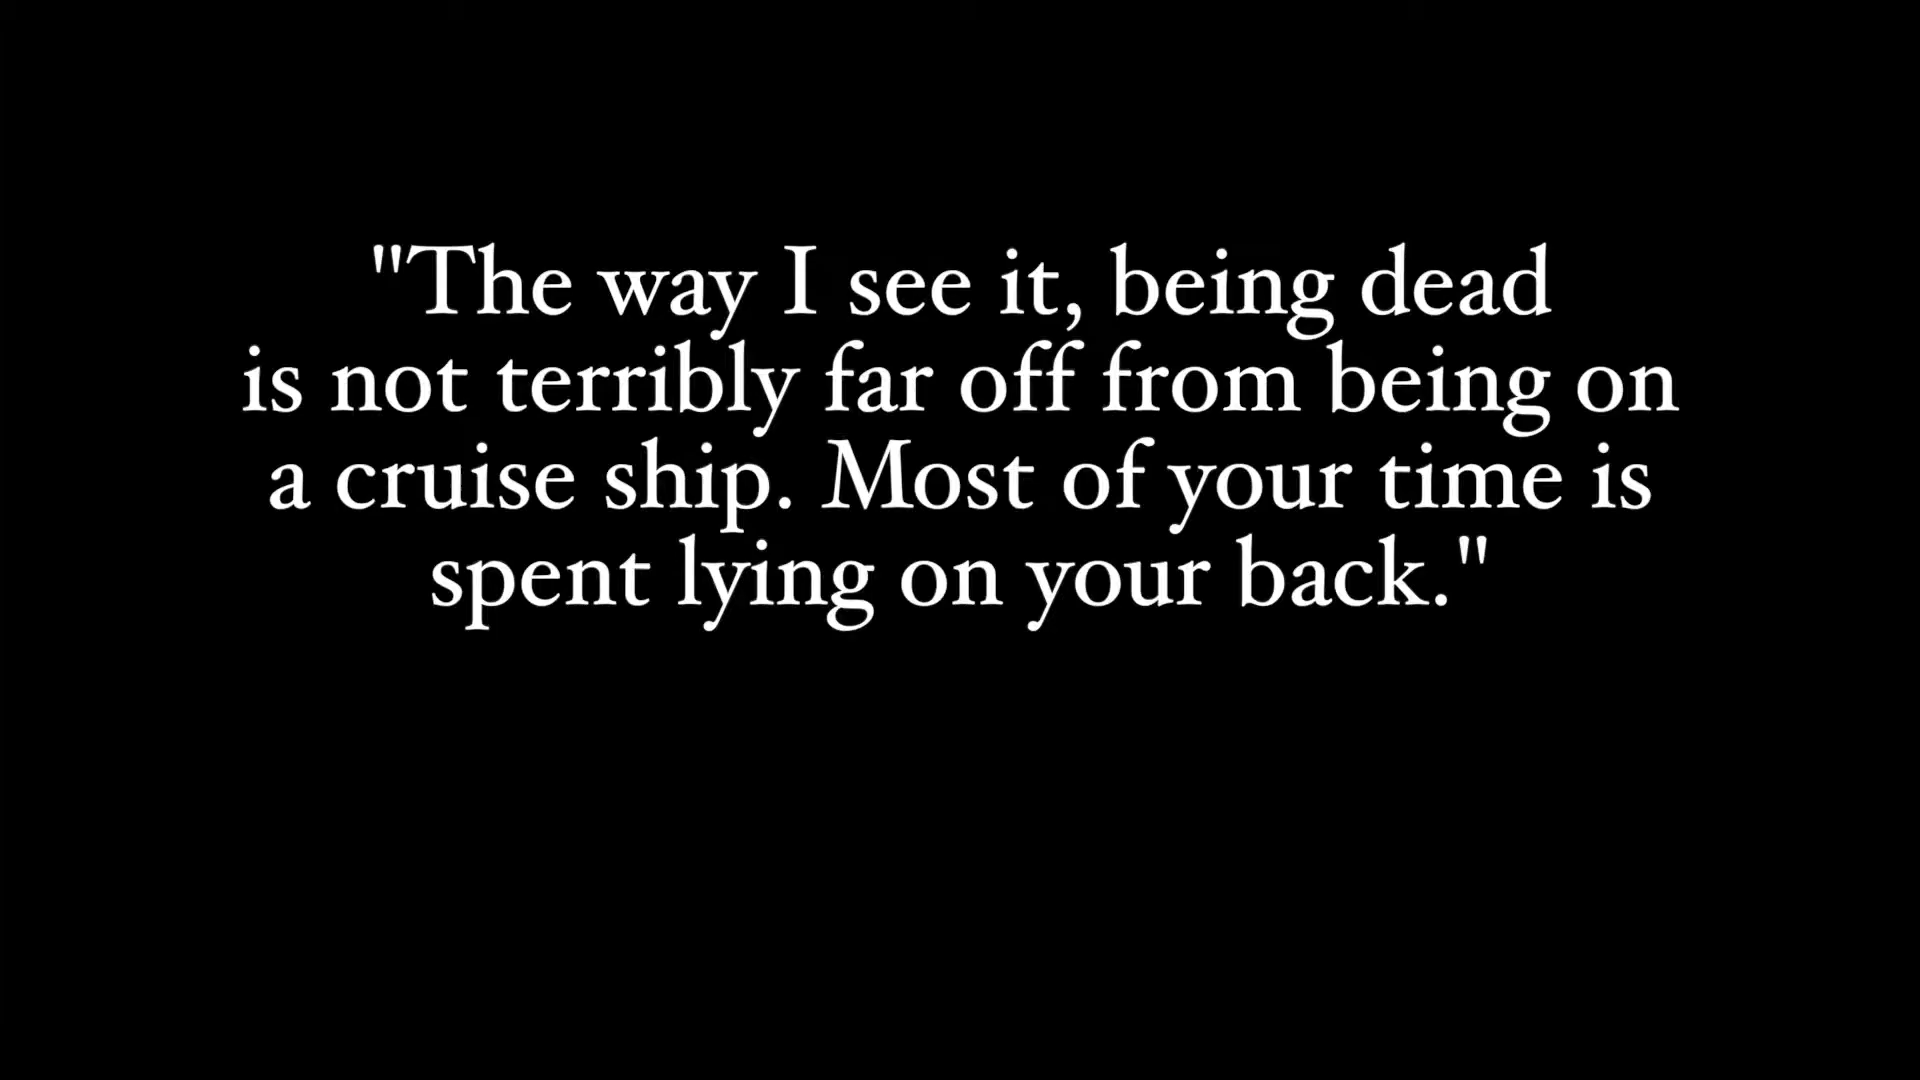 "The way I see it, being dead
is not terribly far off from being on
a cruise ship. Most of your time is
spent lying on your back."